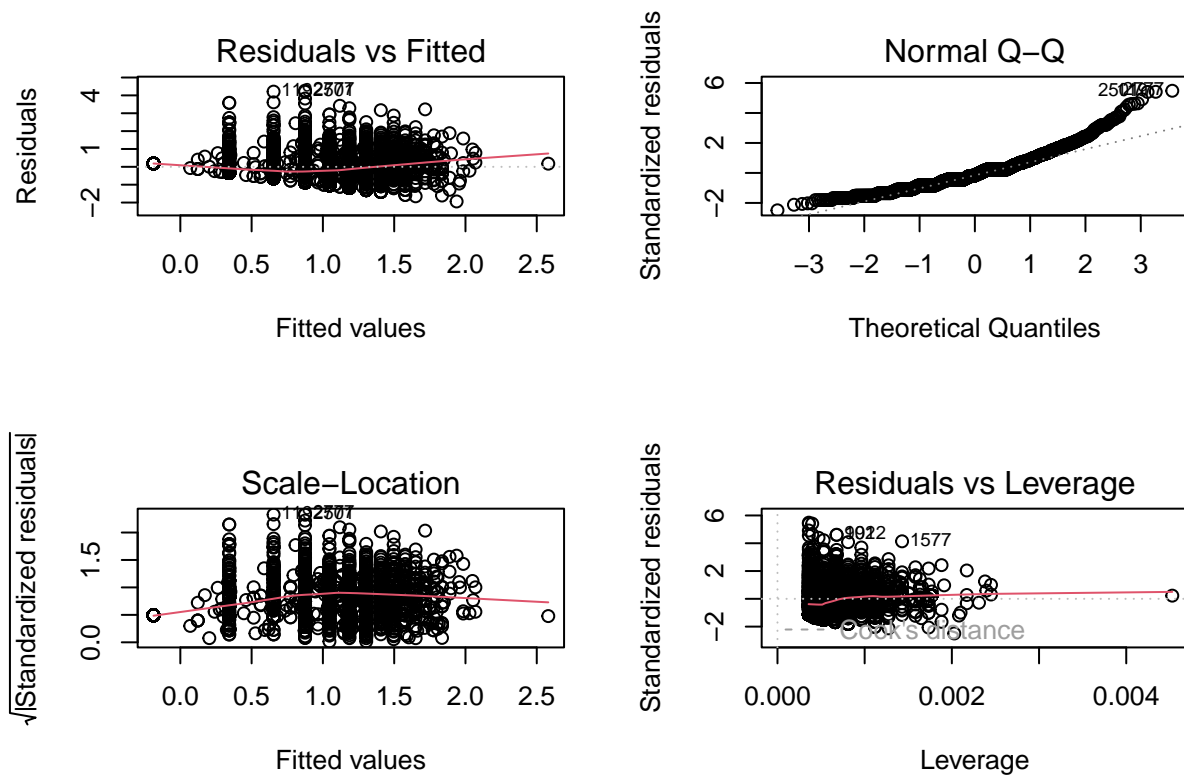 Residuals vs Fitted
Residuals
4
1
−2
0.0 0.5 1.0 1.5 2.0 2.5
Fitted values
Normal Q−Q
Standardized residuals
6
2
−2
−3 −2 −1 0 1 2 3
Theoretical Quantiles
Scale−Location
√|Standardized residuals|
1.5
0.0
0.0 0.5 1.0 1.5 2.0 2.5
Fitted values
Residuals vs Leverage
Standardized residuals
6
2
−2
1577
Cook's distance
0.000 0.002 0.004
Leverage